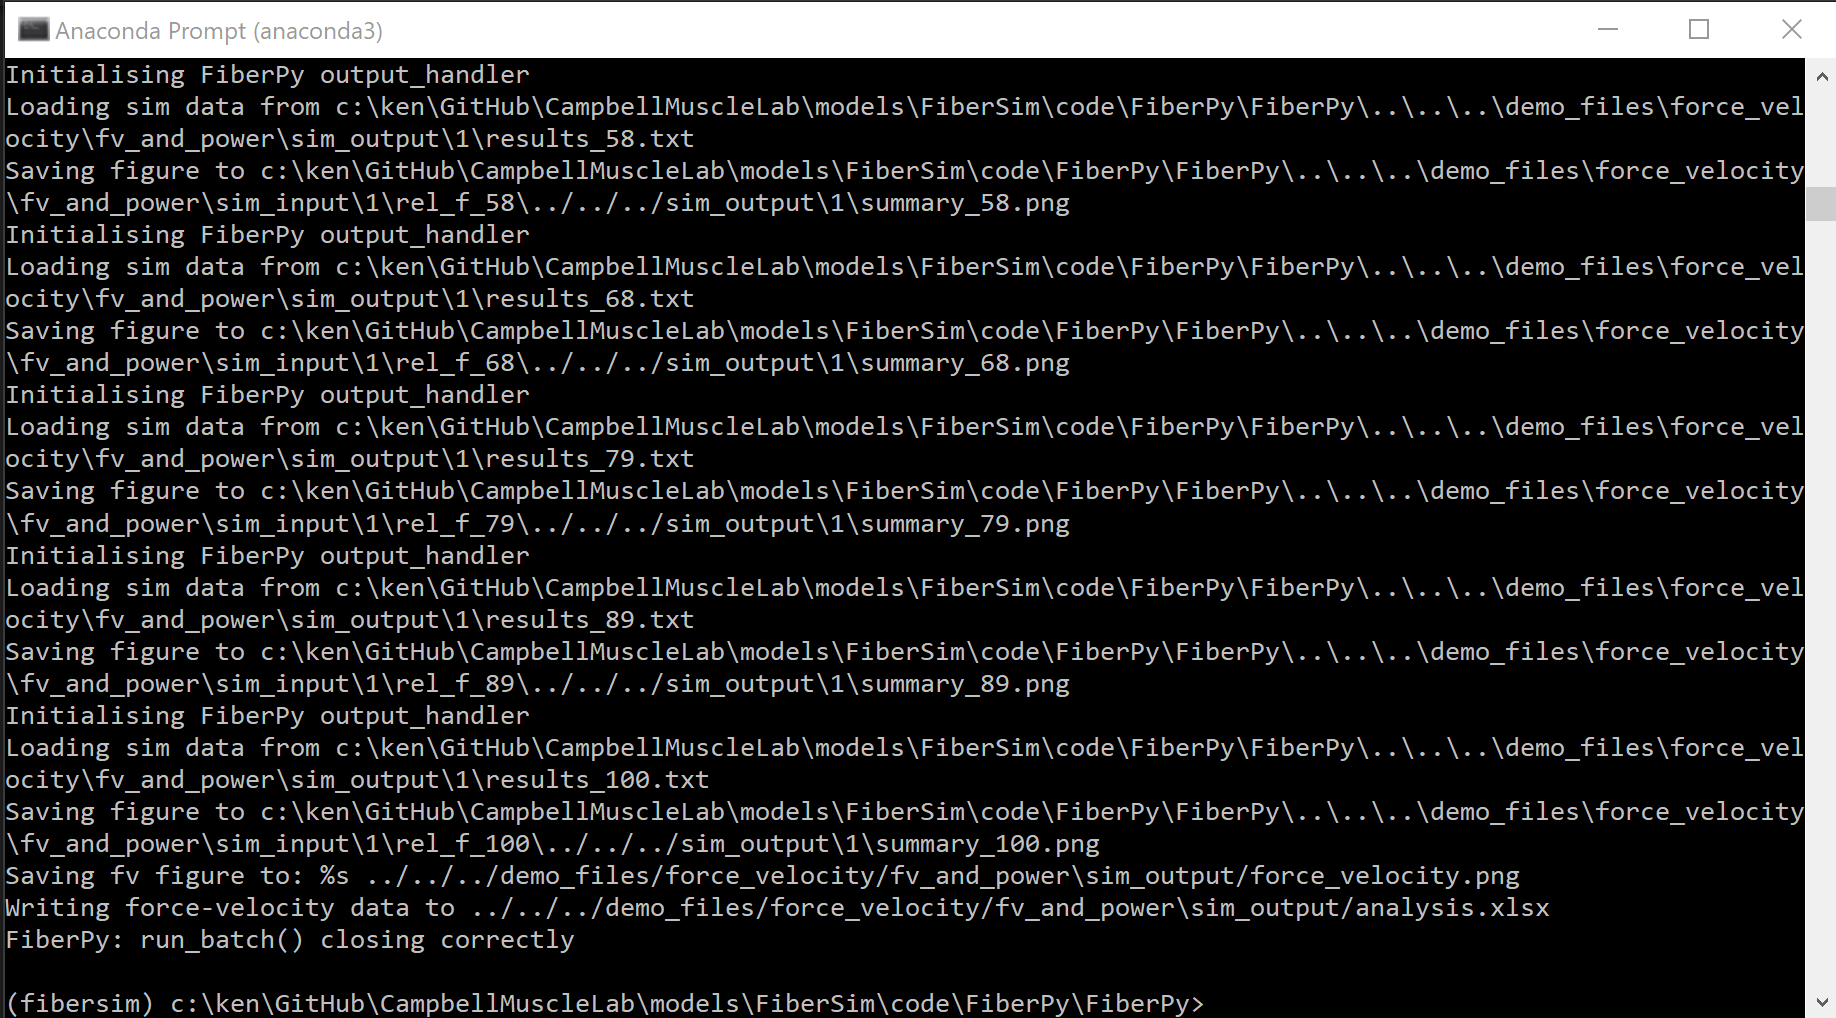 Anaconda Prompt (anaconda3)
Initialising FiberPy output_handler
Loading sim data from c:\ken\GitHub\CampbellMuscleLab\models\FiberSim\code\FiberPy\FiberPy\..\..\..\demo_files\force_vel
ocity\fv_and_power\sim_output\1\results_58.txt
Saving figure to c:\ken\GitHub\CampbellMuscleLab\models\FiberSim\code\FiberPy\FiberPy\..\..\..\demo_files\force_velocity
\fv_and_power\sim_input\1\rel_f_58\../../../sim_output\1\summary_58.png
Initialising FiberPy output_handler
Loading sim data from c:\ken\GitHub\CampbellMuscleLab\models\FiberSim\code\FiberPy\FiberPy\..\..\..\demo_files\force_vel
ocity\fv_and_power\sim_output\1\results_68.txt
Saving figure to c:\ken\GitHub\CampbellMuscleLab\models\FiberSim\code\FiberPy\FiberPy\..\..\..\demo_files\force_velocity
\fv_and_power\sim_input\1\rel_f_68\../../../sim_output\1\summary_68.png
Initialising FiberPy output_handler
Loading sim data from c:\ken\GitHub\CampbellMuscleLab\models\FiberSim\code\FiberPy\FiberPy\..\..\..\demo_files\force_vel
ocity\fv_and_power\sim_output\1\results_79.txt
Saving figure to c:\ken\GitHub\CampbellMuscleLab\models\FiberSim\code\FiberPy\FiberPy\..\..\..\demo_files\force_velocity
\fv_and_power\sim_input\1\rel_f_79\../../../sim_output\1\summary_79.png
Initialising FiberPy output_handler
Loading sim data from c:\ken\GitHub\CampbellMuscleLab\models\FiberSim\code\FiberPy\FiberPy\..\..\..\demo_files\force_vel
ocity\fv_and_power\sim_output\1\results_89.txt
Saving figure to c:\ken\GitHub\CampbellMuscleLab\models\FiberSim\code\FiberPy\FiberPy\..\..\..\demo_files\force_velocity
\fv_and_power\sim_input\1\rel_f_89\../../../sim_output\1\summary_89.png
Initialising FiberPy output_handler
Loading sim data from c:\ken\GitHub\CampbellMuscleLab\models\FiberSim\code\FiberPy\FiberPy\..\..\..\demo_files\force_vel
ocity\fv_and_power\sim_output\1\results_100.txt
Saving figure to c:\ken\GitHub\CampbellMuscleLab\models\FiberSim\code\FiberPy\FiberPy\..\..\..\demo_files\force_velocity
\fv_and_power\sim_input\1\rel_f_100\../../../sim_output\1\summary_100.png
Saving fv figure to: %s ../../../demo_files/force_velocity/fv_and_power\sim_output/force_velocity.png
Writing force-velocity data to ../../../demo_files/force_velocity/fv_and_power\sim_output/analysis.xlsx
FiberPy: run_batch() closing correctly
(fibersim) c:\ken\GitHub\CampbellMuscleLab\models\FiberSim\code\FiberPy\FiberPy>